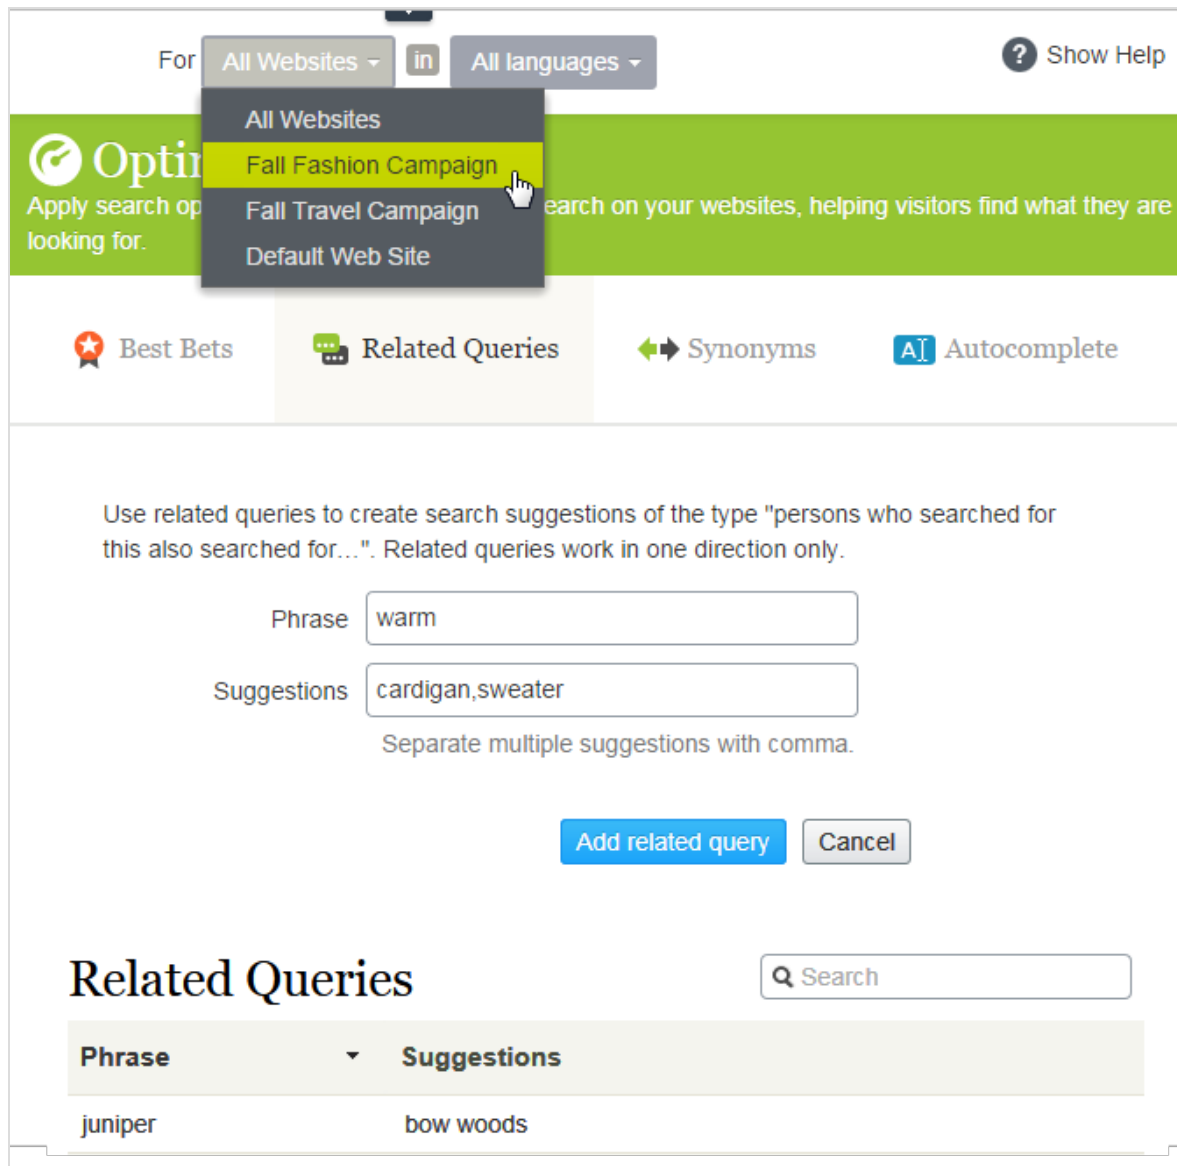 For All Websites in All languages
? Show Help
All Websites
Fall Fashion Campaign
Fall Travel Campaign
Default Web Site
Apply search earch on your websites, helping visitors find what they are
looking for.
Best Bets
Related Queries
Synonyms
AI Autocomplete
Use related queries to create search suggestions of the type "persons who searched for
this also searched for...". Related queries work in one direction only.
Phrase warm
Suggestions cardigan,sweater
Separate multiple suggestions with comma.
Add related query Cancel
Related Queries
Search
Phrase Suggestions
juniper bow woods